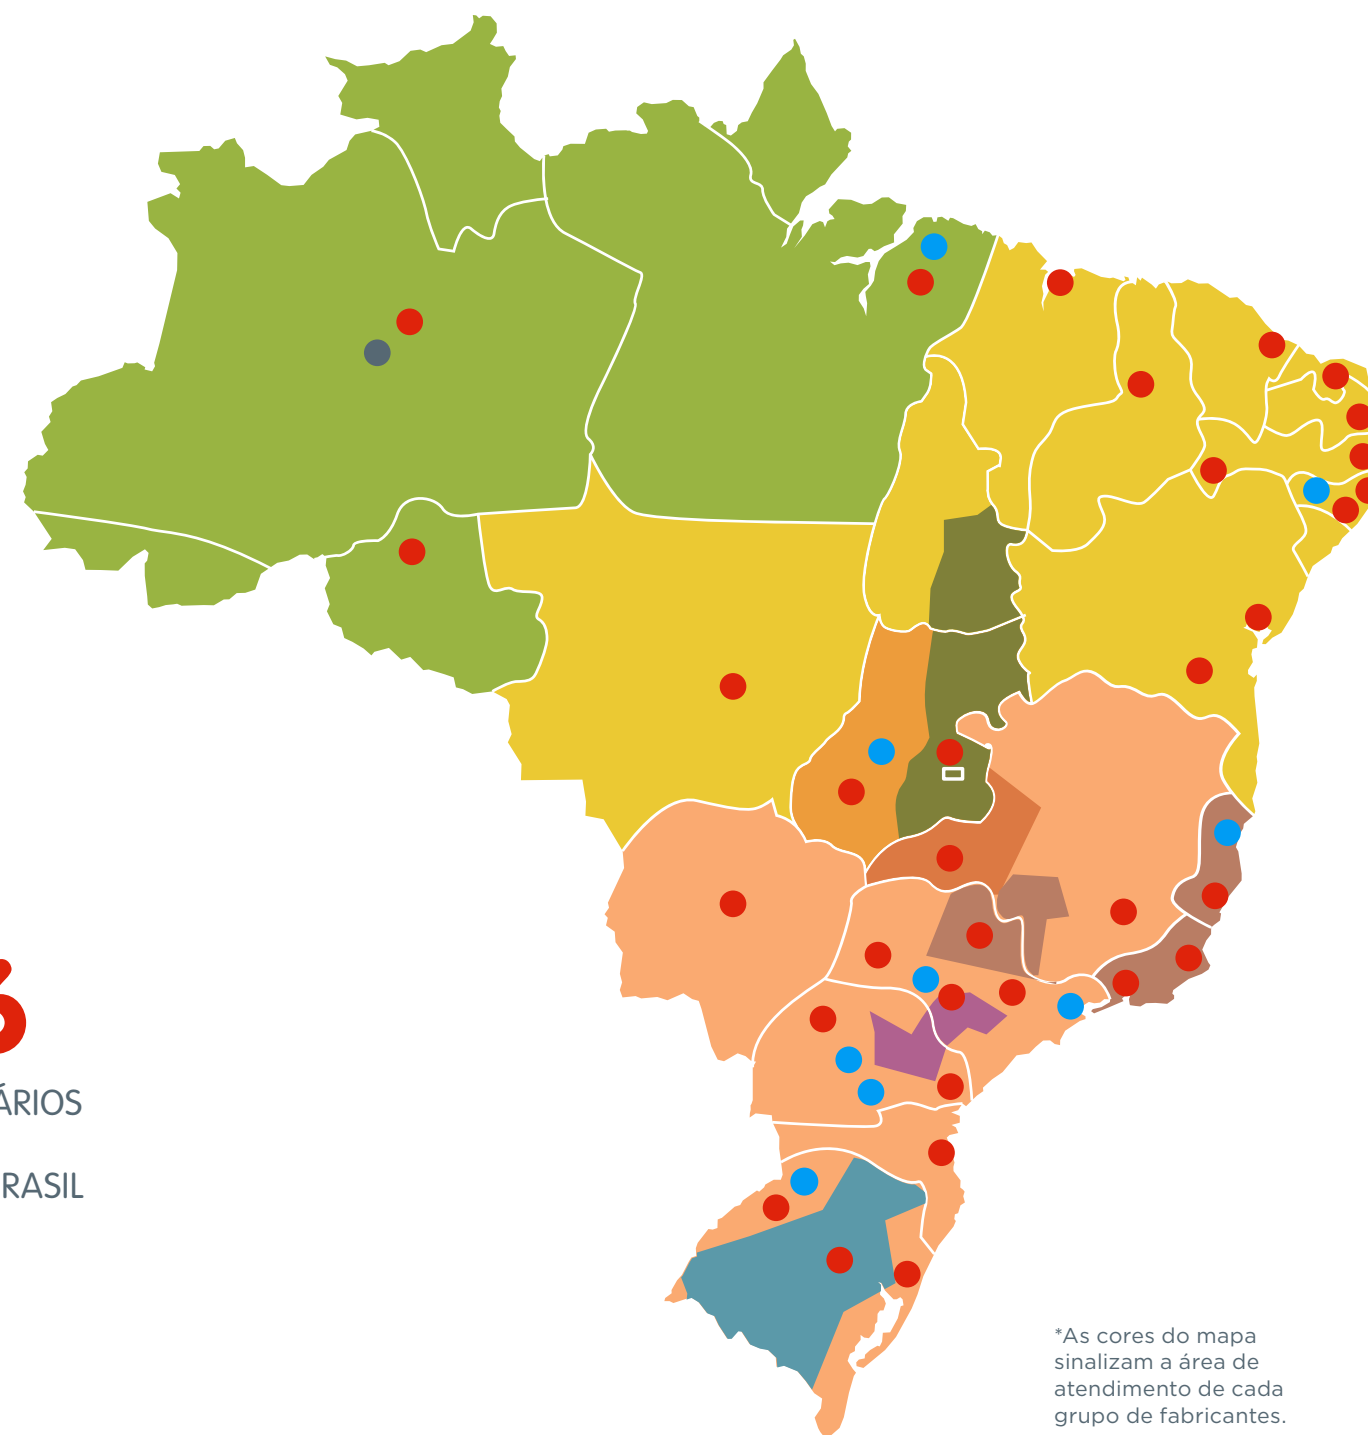 ÁRIOS
RASIL
*As cores do mapa
sinalizam a área de
atendimento de cada
grupo de fabricantes.